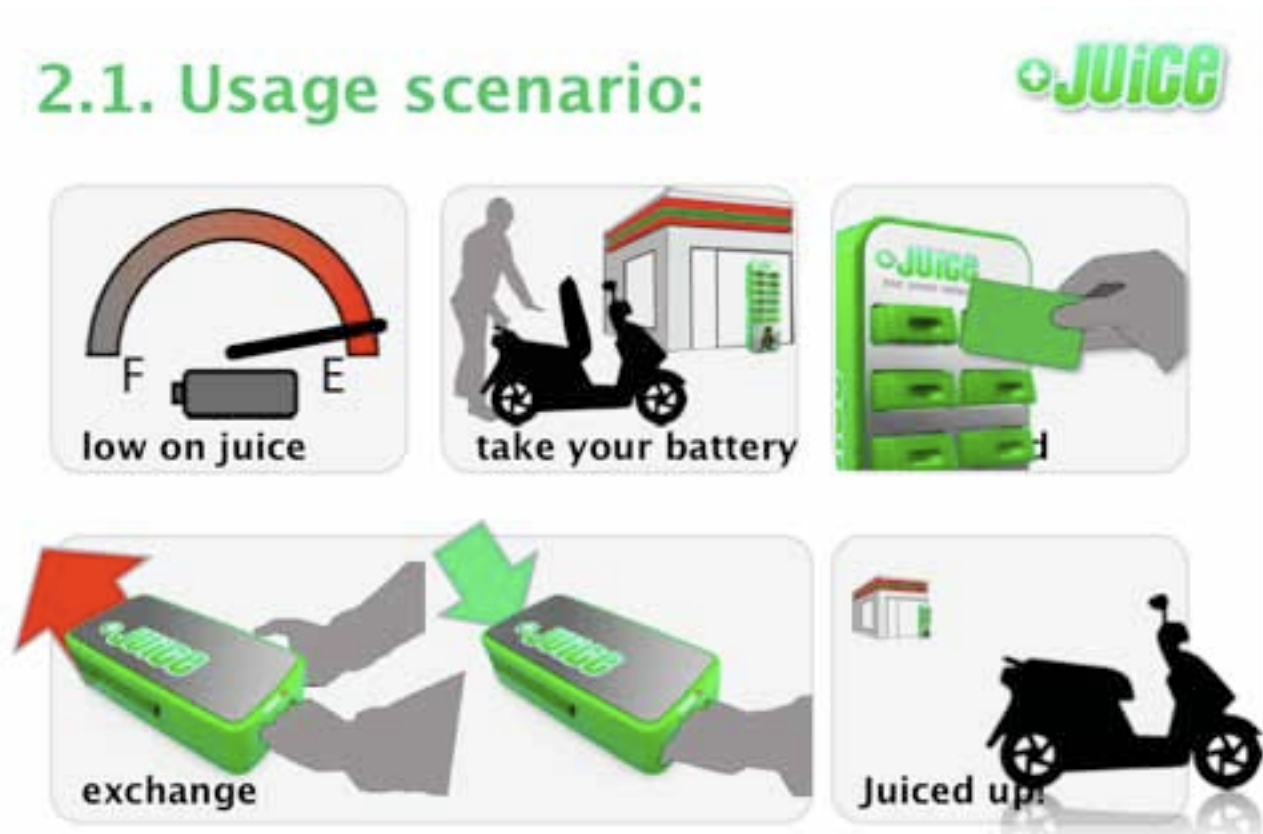 2.1. Usage scenario:
+JUiCE
F
E
low on juice
take your battery
+JUiCE
d
+JUiCE
+JUiCE
exchange
Juiced up!